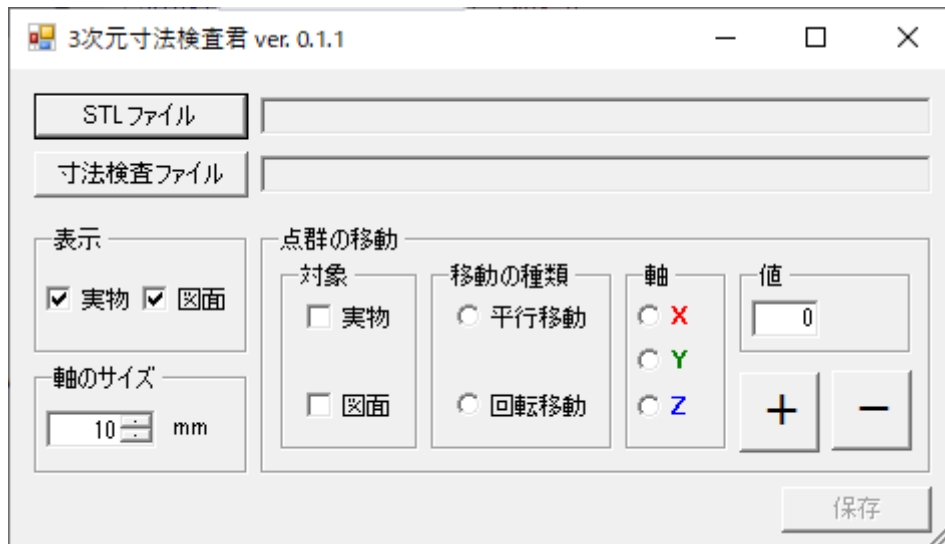 3次元寸法検査君 ver. 0.1.1
STLファイル
寸法検査ファイル
表示
実物 図面
軸のサイズ
10 mm
点群の移動
対象
実物
図面
移動の種類
平行移動
回転移動
軸
X
Y
Z
値
0
+ −
保存